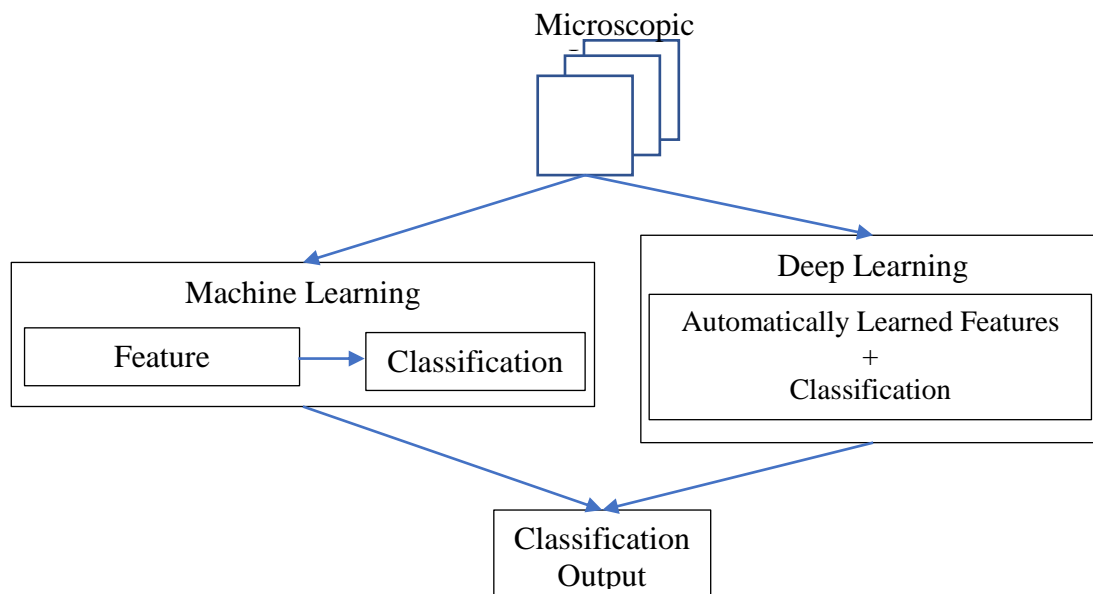 Microscopic
Machine Learning
Feature
Classification
Deep Learning
Automatically Learned Features
+
Classification
Classification
Output